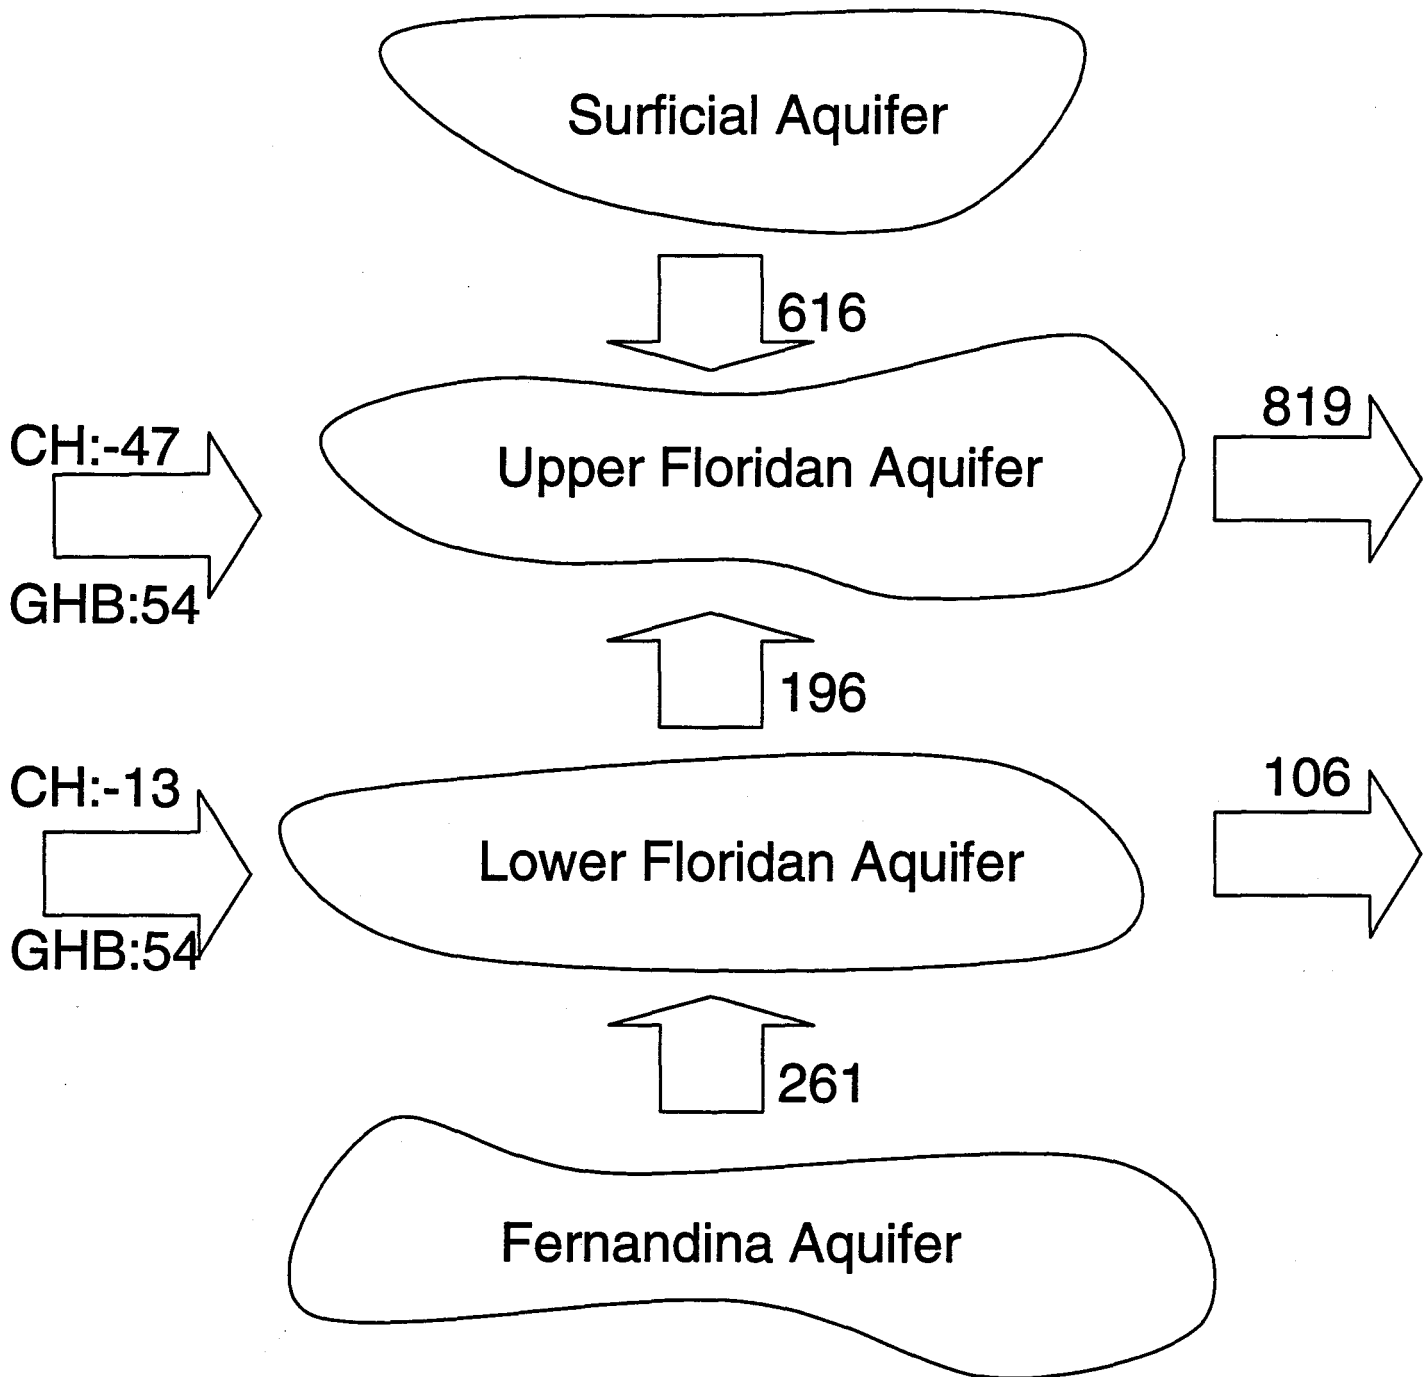 Surficial Aquifer
616
819
CH:-47
Upper Floridan Aquifer
GHB:54
196
CH:-13
106
Lower Floridan Aquifer
GHB:54
261
Fernandina Aquifer